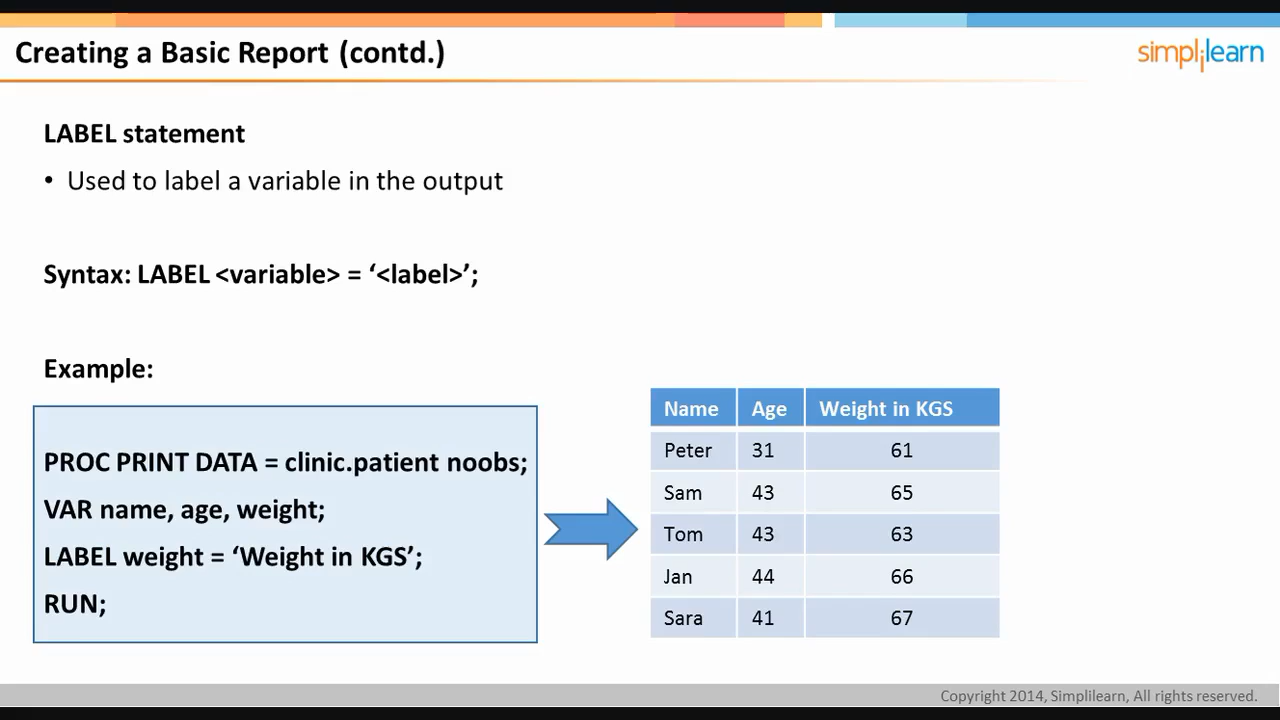 Creating a Basic Report (contd.)
simplilearn
LABEL statement
• Used to label a variable in the output
Syntax: LABEL <variable> = ‘<label>’;
Example:
PROC PRINT DATA = clinic.patient noobs;
VAR name, age, weight;
LABEL weight = ‘Weight in KGS’;
RUN;
Name Age Weight in KGS
Peter 31 61
Sam 43 65
Tom 43 63
Jan 44 66
Sara 41 67
Copyright 2014, Simplilearn, All rights reserved.